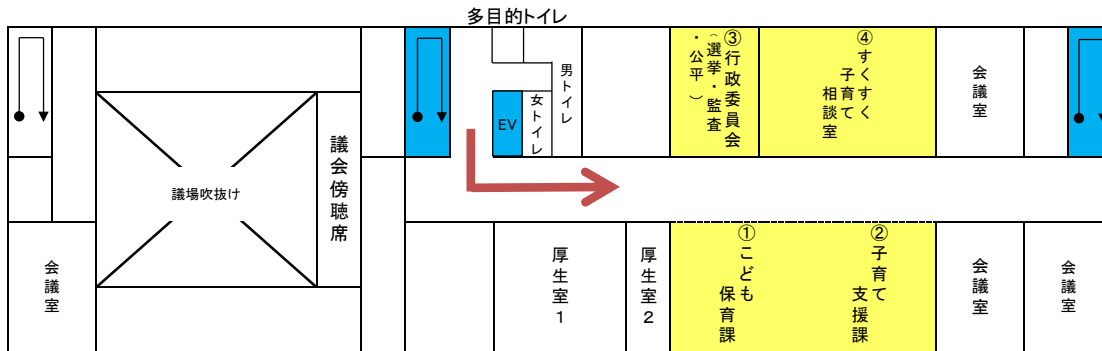 多目的トイレ
③行政委員会
（選挙・監査
・公平）
④すくすく
子育て
相談室
会議室
男トイレ
女トイレ
EV
議会傍聴席
議場吹抜け
会議室
厚生室1
厚生室2
①こども
保育課
②子育て
支援課
会議室
会議室